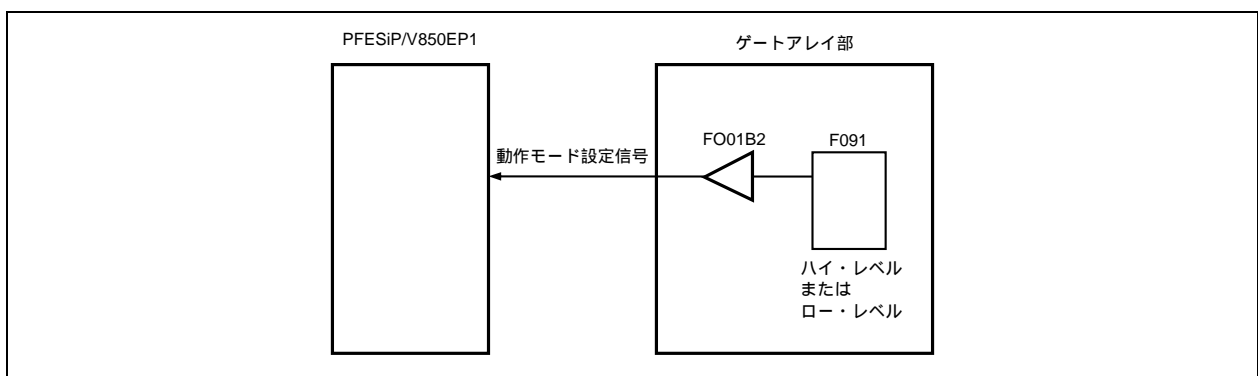 PFESiP/V850EP1
ゲートアレイ部
FO01B2
F091
動作モード設定信号
ハイ・レベル
または
ロー・レベル